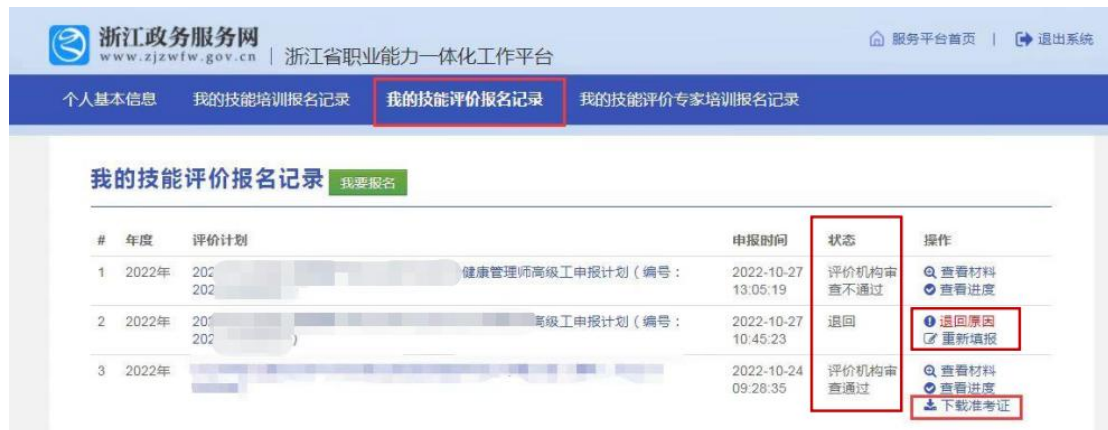 浙江政务服务网
www.zjzwfw.gov.cn | 浙江省职业能力一体化工作平台
服务平台首页 | 退出系统
个人基本信息 我的技能培训报名记录 我的技能评价报名记录 我的技能评价专家培训报名记录
我的技能评价报名记录 我要报名
# 年度 评价计划 申报时间 状态 操作
1 2022年 202 健康管理师高级工申报计划（编号： 2022-10-27 评价机构审 查看材料
202 13:05:19 查不通过 查看进度
2 2022年 高级工申报计划（编号： 2022-10-27 退回 退回原因
202 ) 10:45:23 重新填报
3 2022年 2022-10-24 评价机构审 查看材料
09:28:35 查通过 查看进度
下载准考证